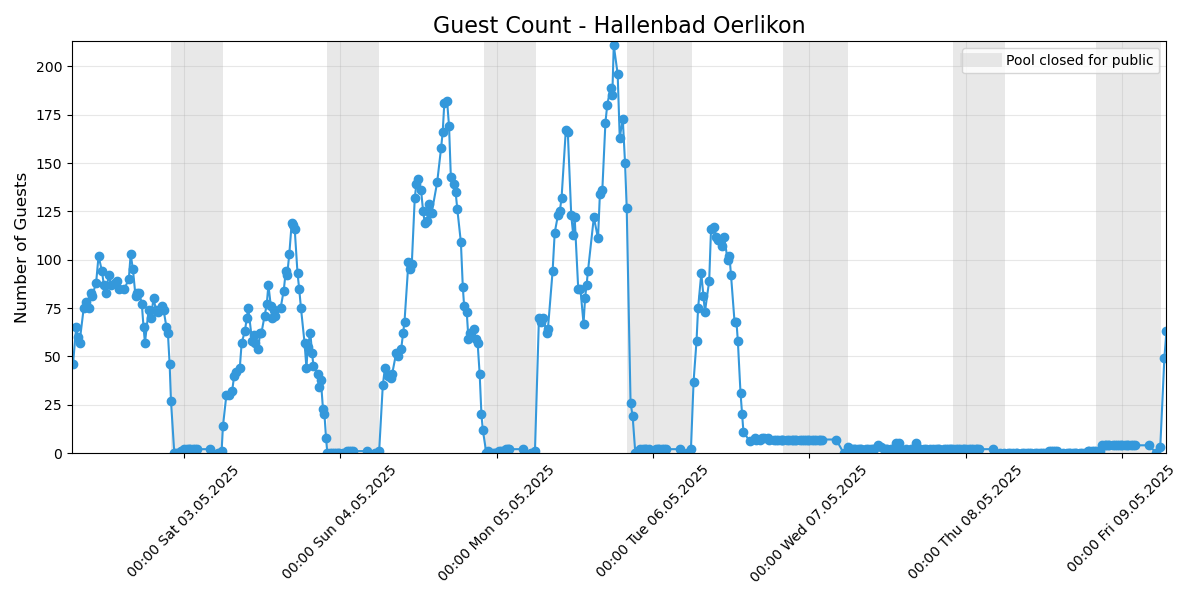 Guest Count - Hallenbad Oerlikon
Pool closed for public
Number of Guests
200
175
150
125
100
75
50
25
0
00:00 Sat 03.05.2025
00:00 Sun 04.05.2025
00:00 Mon 05.05.2025
00:00 Tue 06.05.2025
00:00 Wed 07.05.2025
00:00 Thu 08.05.2025
00:00 Fri 09.05.2025